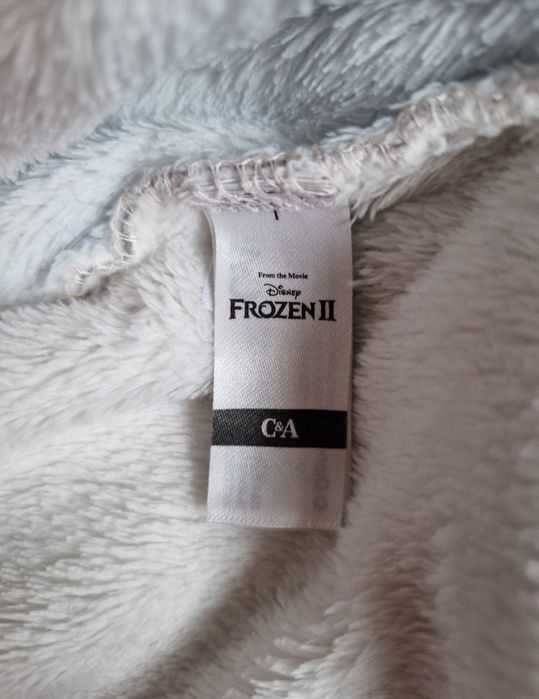 From the Movie
Disney
FROZEN II
C&A